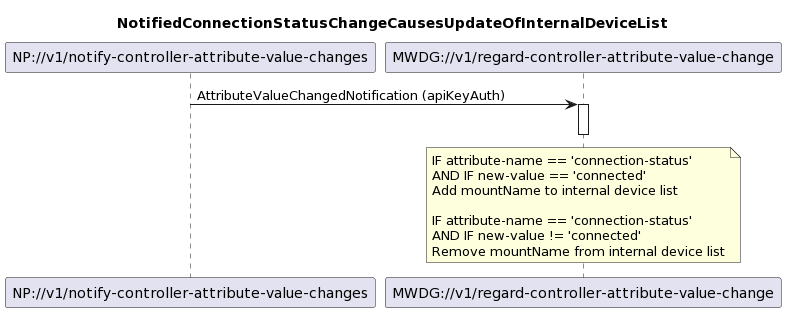 NotifiedConnectionStatusChangeCausesUpdateOfInternalDeviceList
NP://v1/notify-controller-attribute-value-changes
MWDG://v1/regard-controller-attribute-value-change
AttributeValueChangedNotification (apiKeyAuth)
IF attribute-name == 'connection-status'
AND IF new-value == 'connected'
Add mountName to internal device list
IF attribute-name == 'connection-status'
AND IF new-value != 'connected'
Remove mountName from internal device list
NP://v1/notify-controller-attribute-value-changes
MWDG://v1/regard-controller-attribute-value-change